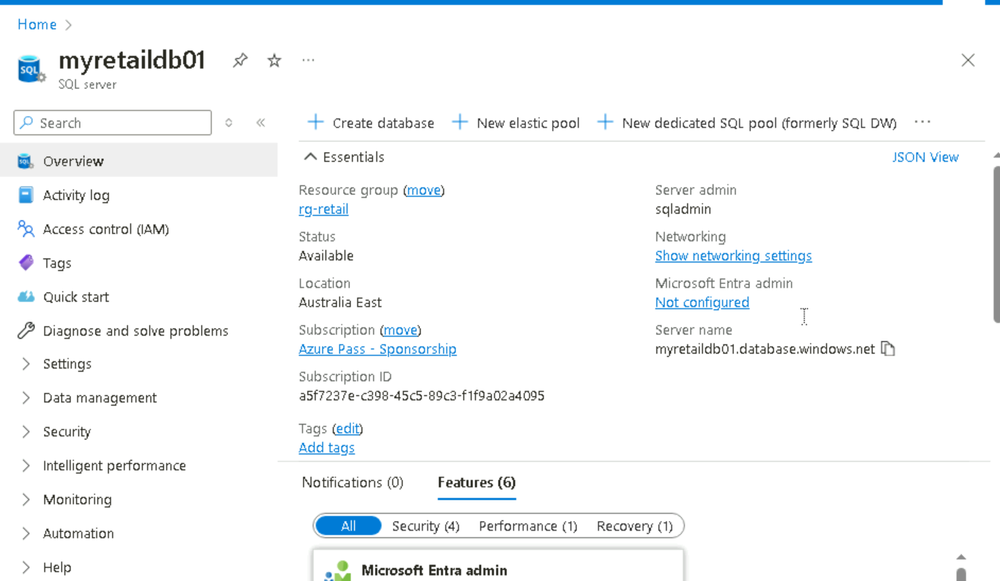 Home
myretaildb01
SQL server
Search
Overview
Activity log
Access control (IAM)
Tags
Quick start
Diagnose and solve problems
Settings
Data management
Security
Intelligent performance
Monitoring
Automation
Help
Create database
New elastic pool
New dedicated SQL pool (formerly SQL DW)
Essentials
JSON View
Resource group (move)
rg-retail
Status
Available
Location
Australia East
Subscription (move)
Azure Pass - Sponsorship
Subscription ID
a5f7237e-c398-45c5-89c3-f1f9a02a4095
Tags (edit)
Add tags
Server admin
sqladmin
Networking
Show networking settings
Microsoft Entra admin
Not configured
Server name
myretaildb01.database.windows.net
Notifications (0)
Features (6)
All
Security (4)
Performance (1)
Recovery (1)
Microsoft Entra admin